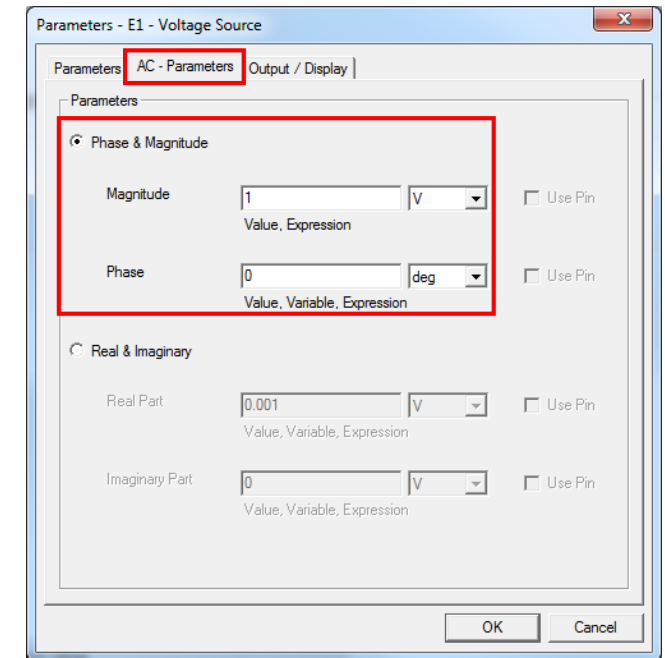 Parameters - E1 - Voltage Source
x
Parameters AC - Parameters Output / Display
Parameters
Phase & Magnitude
Magnitude 1 V Use Pin
Value, Expression
Phase 0 deg Use Pin
Value, Variable, Expression
Real & Imaginary
Real Part 0.001 V Use Pin
Value, Variable, Expression
Imaginary Part 0 V Use Pin
Value, Variable, Expression
OK Cancel